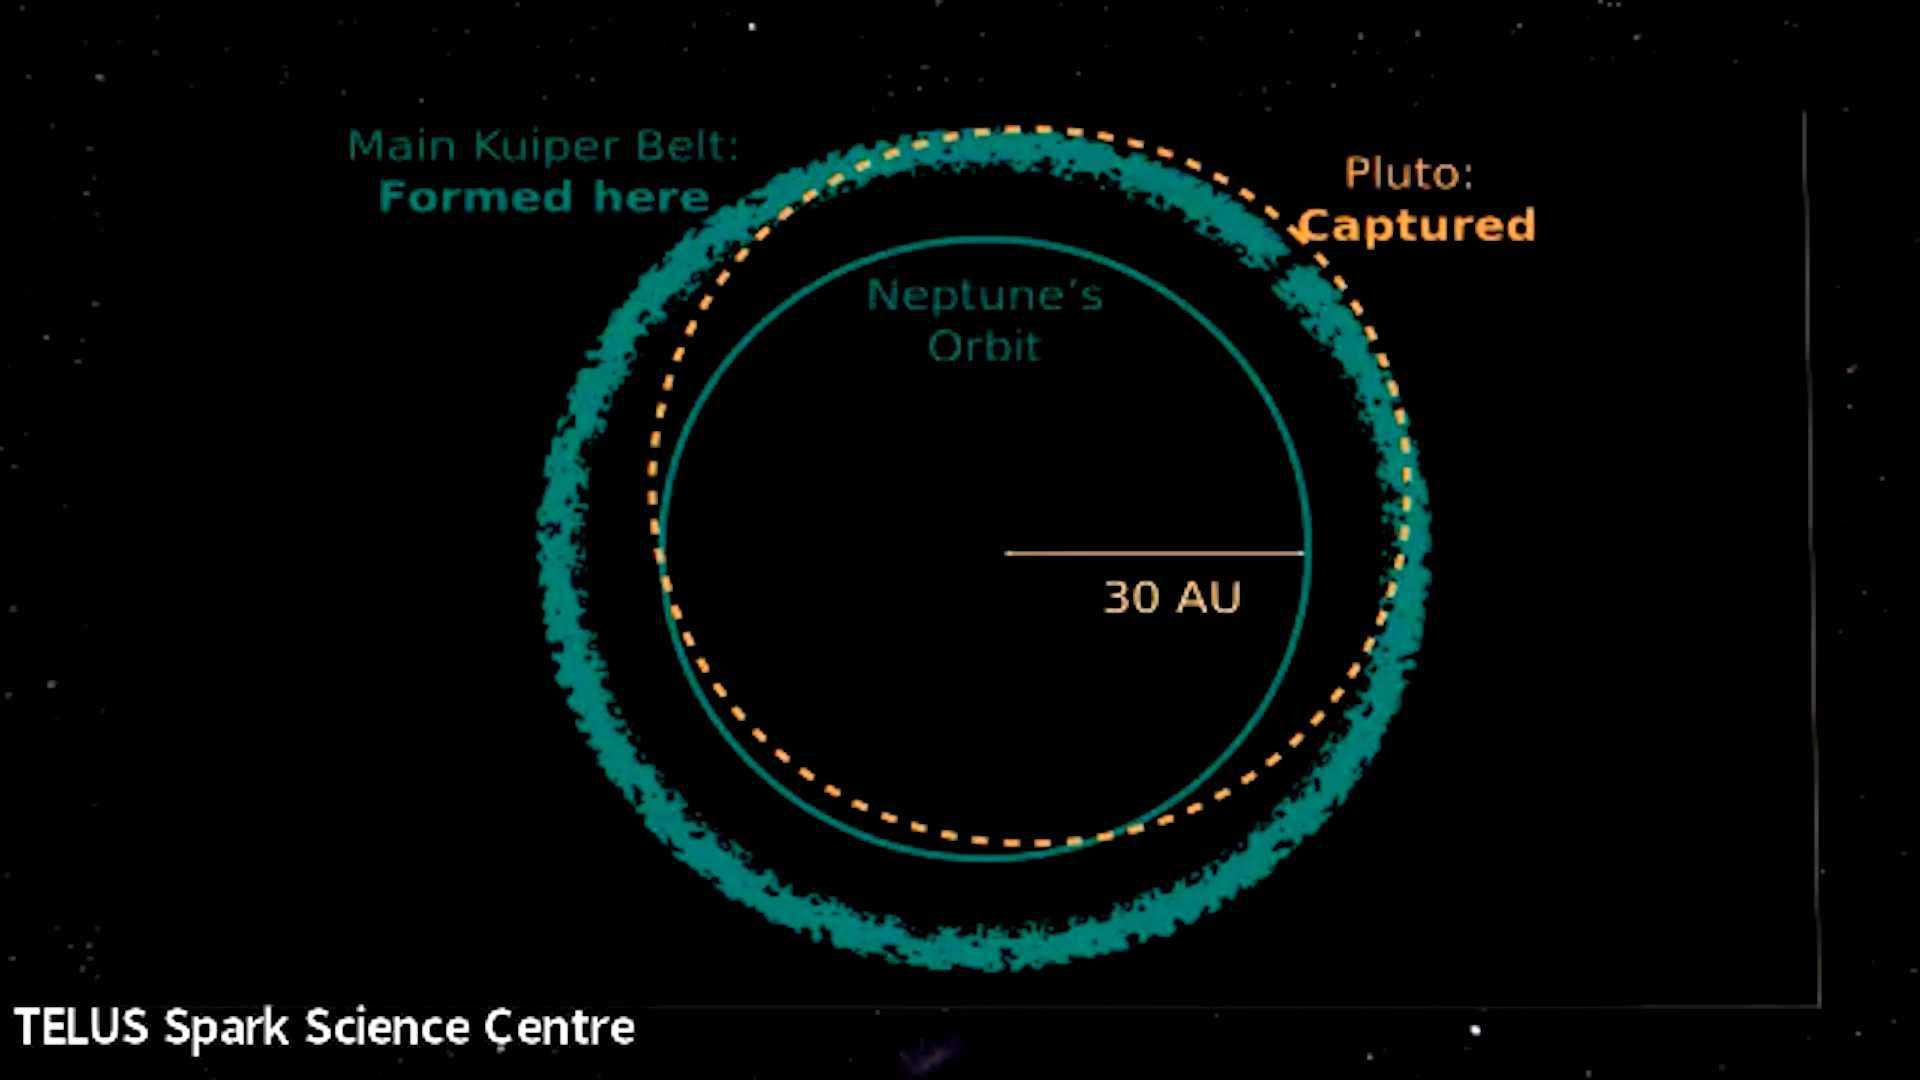 Main Kuiper Belt:
Formed here
Pluto:
Captured
Neptune’s
Orbit
30 AU
TELUS Spark Science Centre